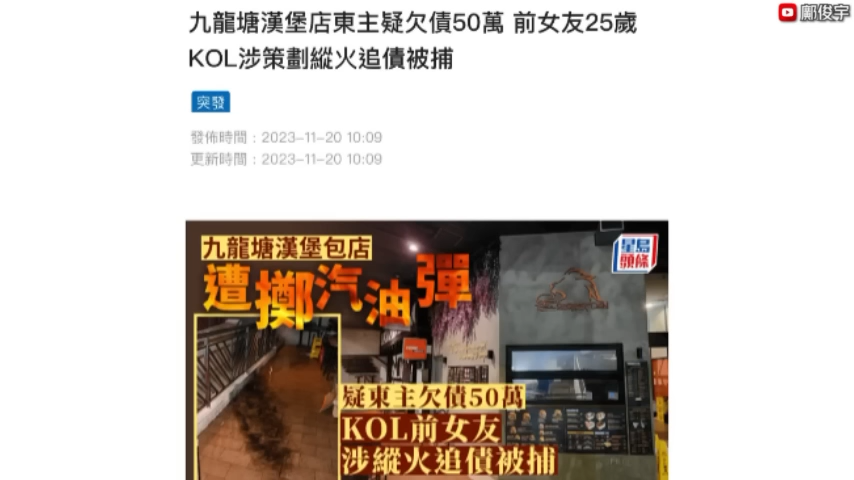 鄺俊宇
九龍塘漢堡店東主疑欠債50萬 前女友25歲
KOL涉策劃縱火追債被捕
突發
發佈時間：2023-11-20 10:09
更新時間：2023-11-20 10:09
九龍塘漢堡包店
遭擲汽油彈
星島
頭條
疑東主欠債50萬
KOL前女友
涉縱火追債被捕